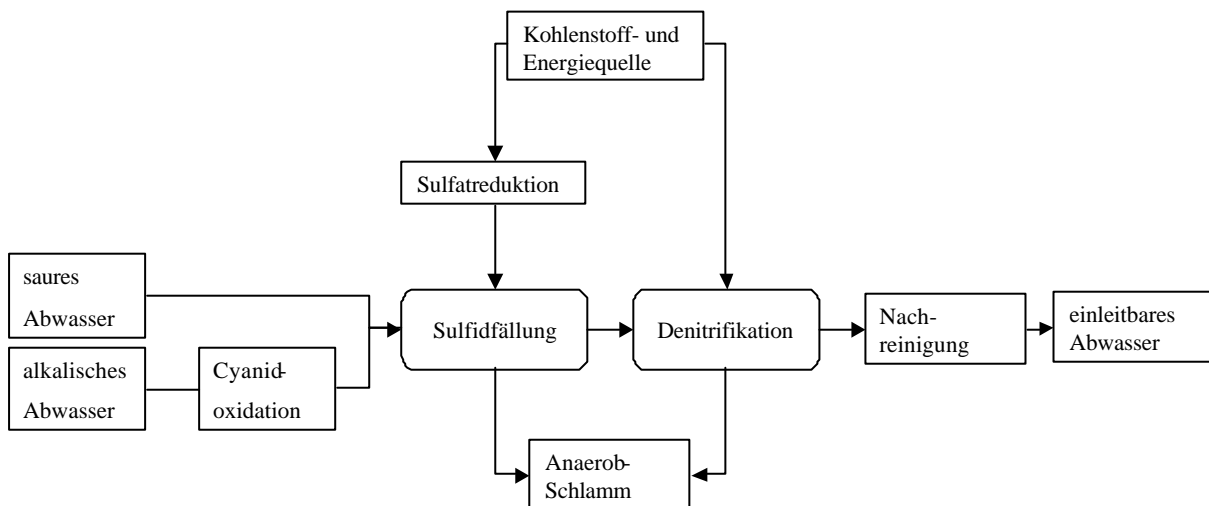 Kohlenstoff- und
Energiequelle
Sulfatreduktion
saures
Abwasser
alkalisches
Abwasser
Cyanid-
oxidation
Sulfidfällung
Denitrifikation
Nach-
reinigung
einleitbares
Abwasser
Anaerob-
Schlamm